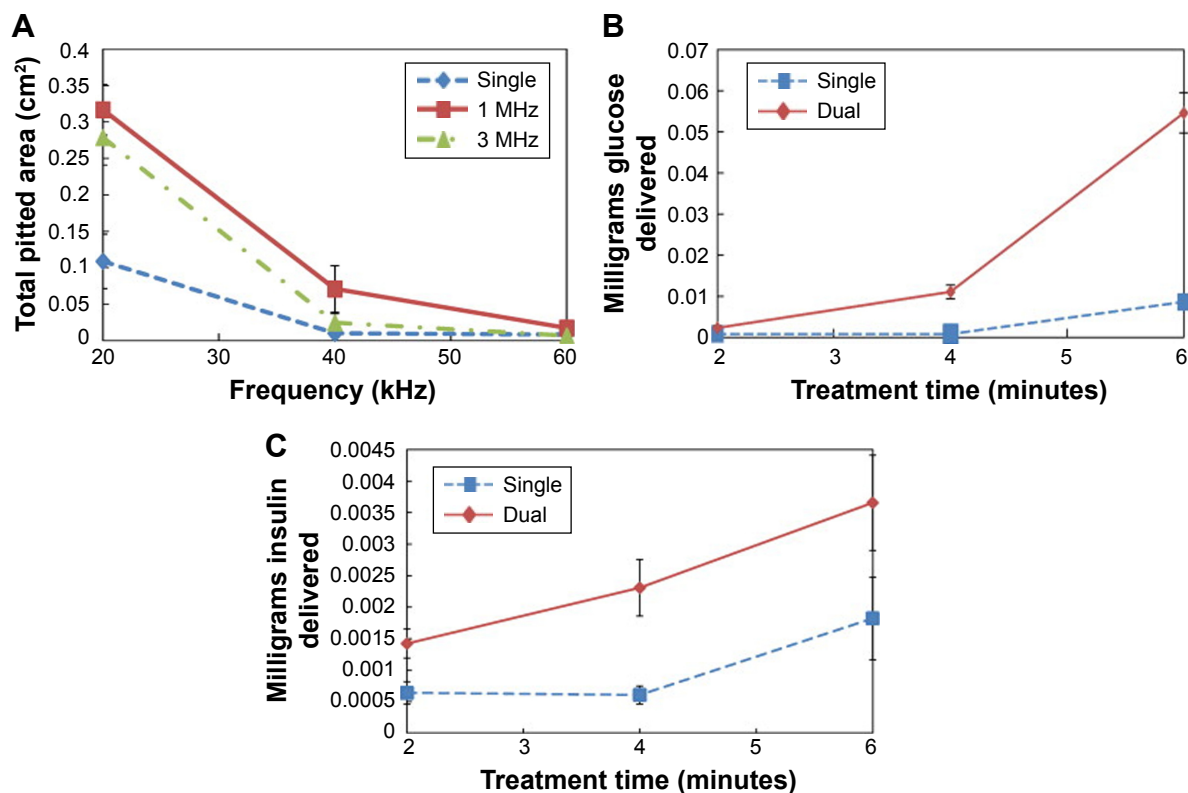 A
Total pitted area (cm²)
0.4
0.35
0.3
0.25
0.2
0.15
0.1
0.05
0
20
30
40
50
60
Frequency (kHz)
Single
1 MHz
3 MHz
B
Milligrams glucose
delivered
0.07
0.06
0.05
0.04
0.03
0.02
0.01
0
2
3
4
5
6
Treatment time (minutes)
Single
Dual
C
Milligrams insulin
delivered
0.0045
0.004
0.0035
0.003
0.0025
0.002
0.0015
0.001
0.0005
0
2
3
4
5
6
Treatment time (minutes)
Single
Dual